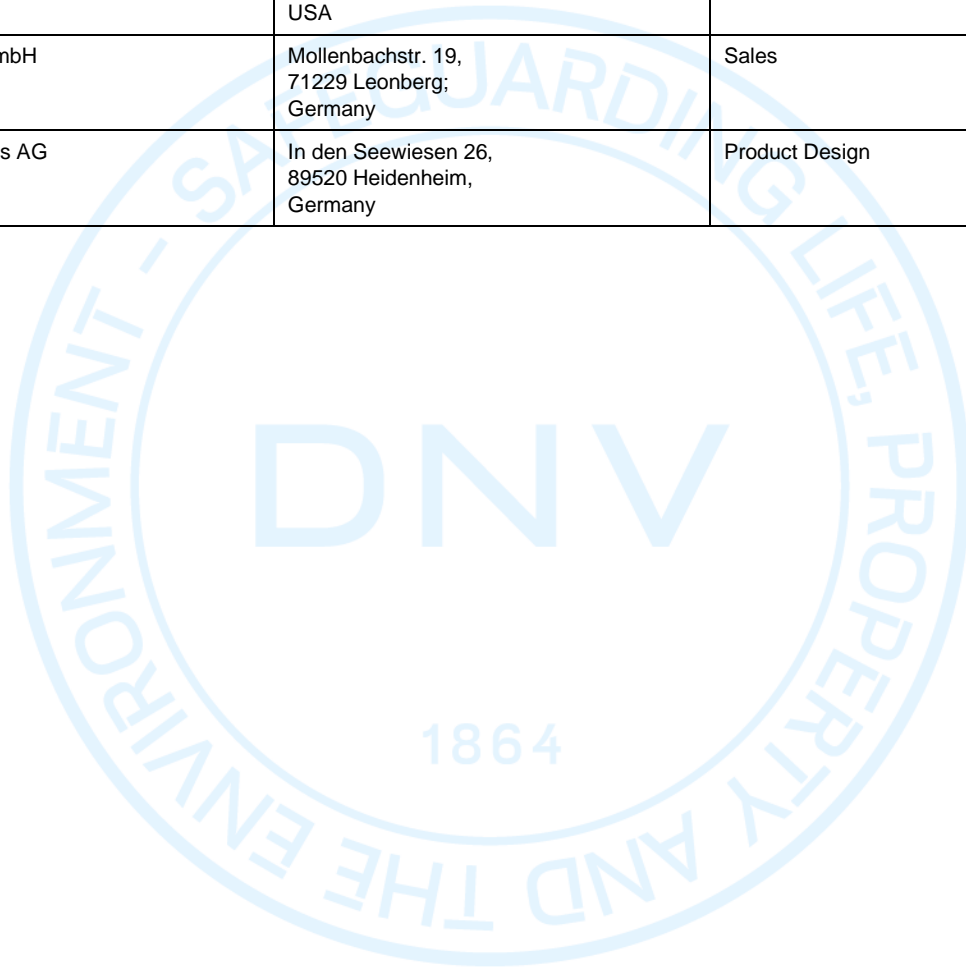 USA
mbH
Mollenbachstr. 19,
71229 Leonberg;
Germany
Sales
s AG
In den Seewiesen 26,
89520 Heidenheim,
Germany
Product Design
SAFEGUARDING LIFE, PROPERTY AND THE ENVIRONMENT -
DNV
1864